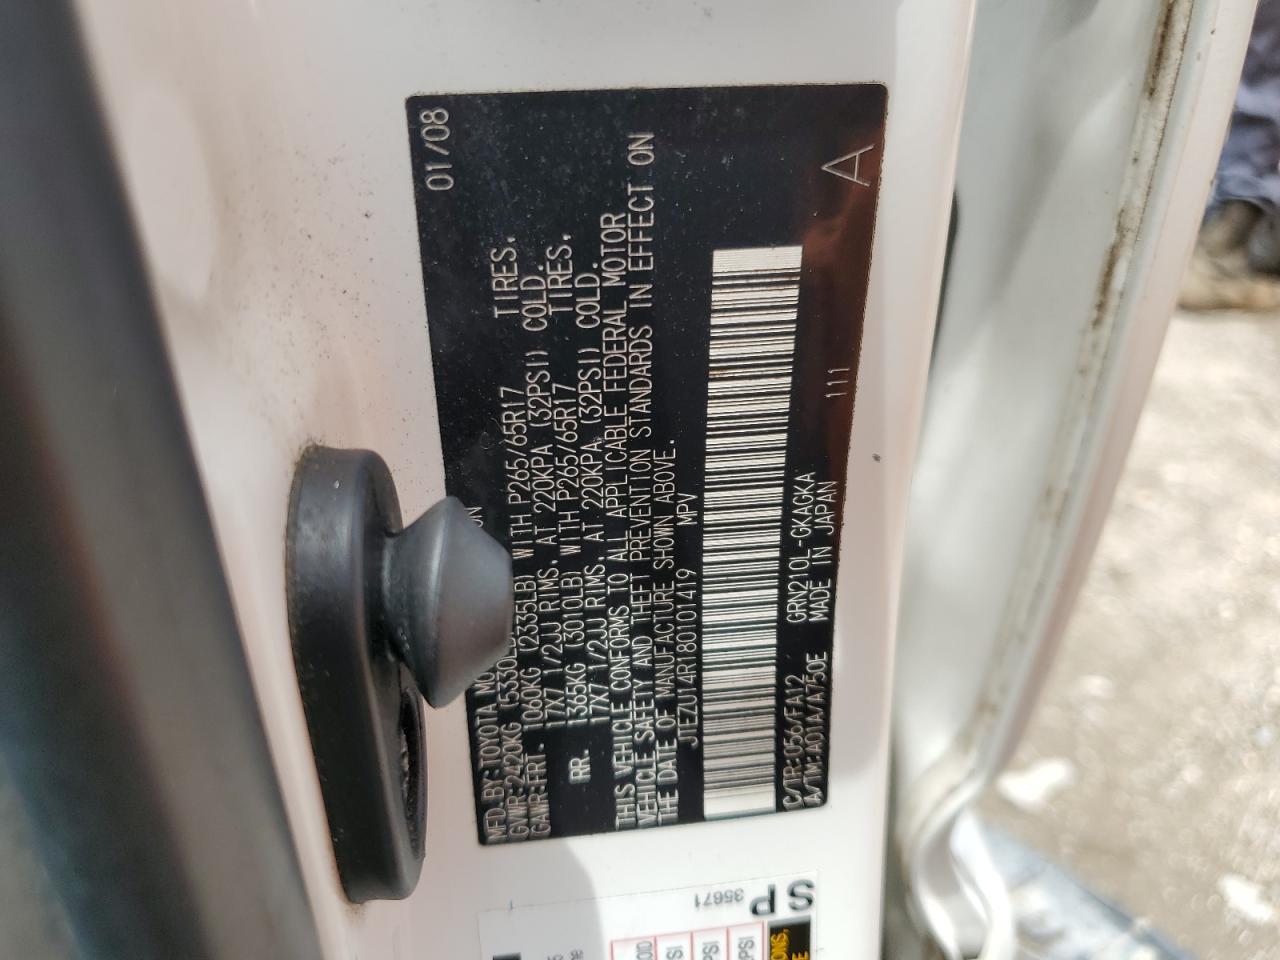 MFD.BY:TOYOTA 01/08
GVWR:2420KG
GAWR:FRT. 1060KG (2335LB) WITH P265/65R17 TIRES.
17X7 1/2JJ RIMS, AT 220KPA (32PSI) COLD.
RR. 1365KG (3010LB) WITH P265/65R17 TIRES,
17X7 1/2JJ RIMS, AT 220KPA (32PSI) COLD.
THIS VEHICLE CONFORMS TO ALL APPLICABLE FEDERAL MOTOR
VEHICLE SAFETY AND THEFT PREVENTION STANDARDS IN EFFECT ON
THE DATE OF MANUFACTURE SHOWN ABOVE.
JTEZU14R180101419 MPV
C/TR:056/FA12 GRN210L-GKAGKA
A/TM:A01A/A750E MADE IN JAPAN 111 A
SP
35671
PSI
PSI
PSI